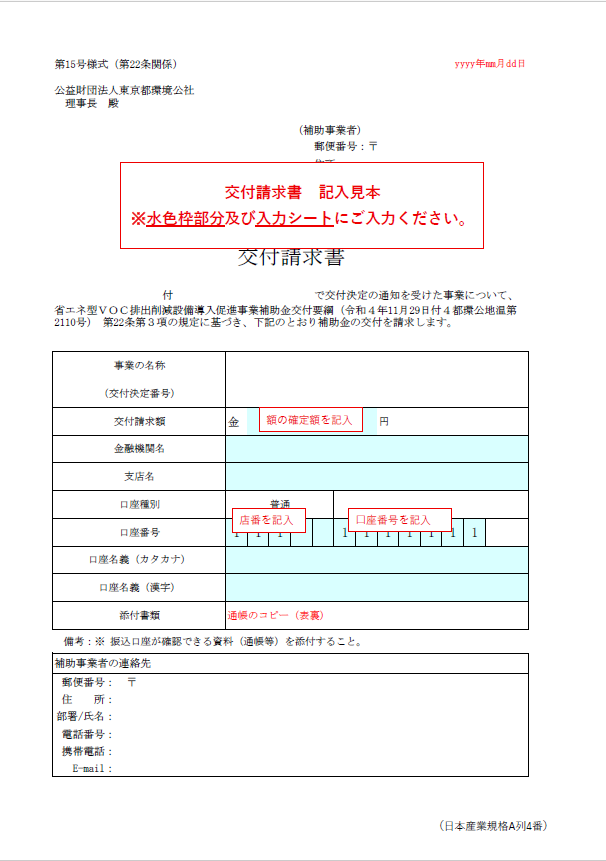 第15号様式（第22条関係）
yyyy年mm月dd日
公益財団法人東京都環境公社
理事長　殿
（補助事業者）
郵便番号：〒
交付請求書　記入見本
※水色枠部分及び入力シートにご入力ください。
交付請求書
付　　　　　　　　　　　　　で交付決定の通知を受けた事業について、
省エネ型ＶＯＣ排出削減設備導入促進事業補助金交付要綱（令和４年11月29日付４都環公地温第
2110号）　第22条第３項の規定に基づき、下記のとおり補助金の交付を請求します。
事業の名称
（交付決定番号）
交付請求額　金　額の確定額を記入　円
金融機関名
支店名
口座種別　普通
店番を記入　口座番号を記入
口座番号　1 1 1　1 1 1 1 1 1 1
口座名義（カタカナ）
口座名義（漢字）
添付書類　通帳のコピー（表裏）
備考：※ 振込口座が確認できる資料（通帳等）を添付すること。
補助事業者の連絡先
郵便番号：　〒
住　　所：
部署/氏名：
電話番号：
携帯電話：
E-mail：
（日本産業規格A列4番）